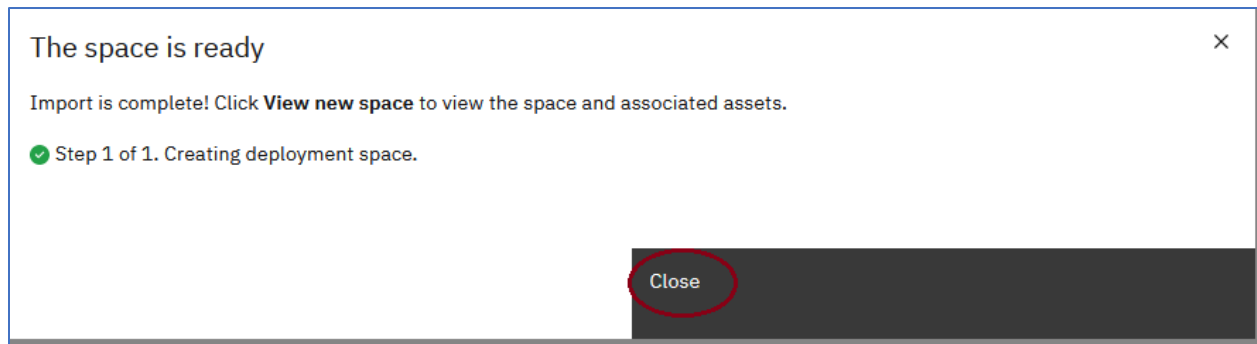 The space is ready
Import is complete! Click View new space to view the space and associated assets.
Step 1 of 1. Creating deployment space.
Close